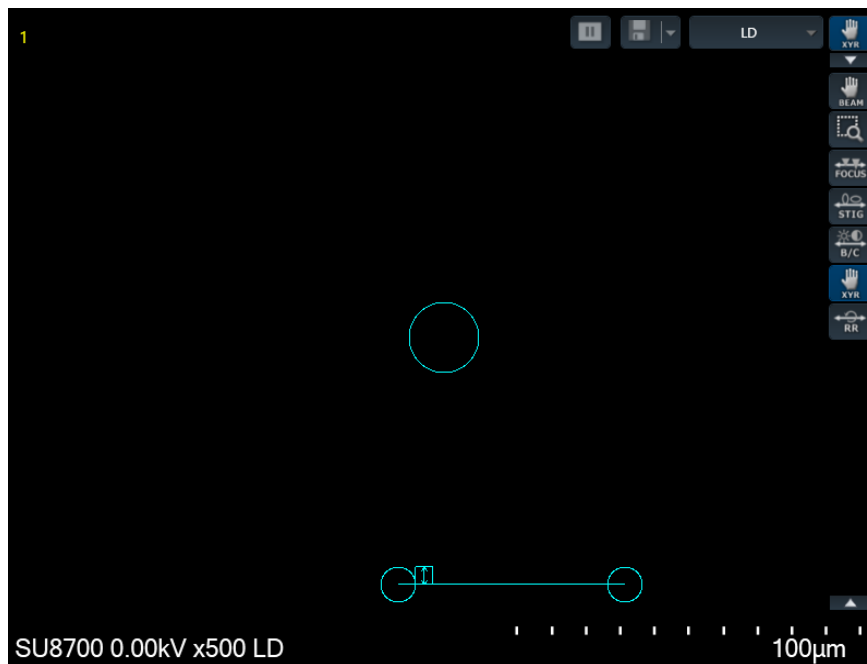 1
LD
XYR
BEAM
FOCUS
STIG
B/C
XYR
RR
SU8700 0.00kV x500 LD
100μm